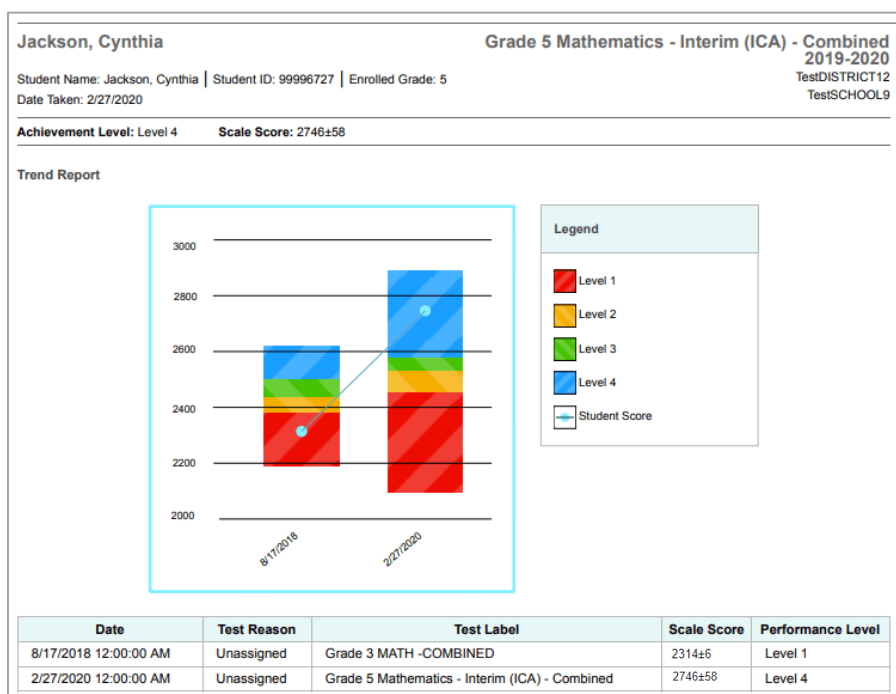 Jackson, Cynthia
Grade 5 Mathematics - Interim (ICA) - Combined
2019-2020
Student Name: Jackson, Cynthia | Student ID: 99996727 | Enrolled Grade: 5
TestDISTRICT12
Date Taken: 2/27/2020
TestSCHOOL9
Achievement Level: Level 4 Scale Score: 2746±58
Trend Report
3000
2800
2600
2400
2200
2000
8/17/2018
2/27/2020
Legend
Level 1
Level 2
Level 3
Level 4
Student Score
Date Test Reason Test Label Scale Score Performance Level
8/17/2018 12:00:00 AM Unassigned Grade 3 MATH -COMBINED 2314±6 Level 1
2/27/2020 12:00:00 AM Unassigned Grade 5 Mathematics - Interim (ICA) - Combined 2746±58 Level 4